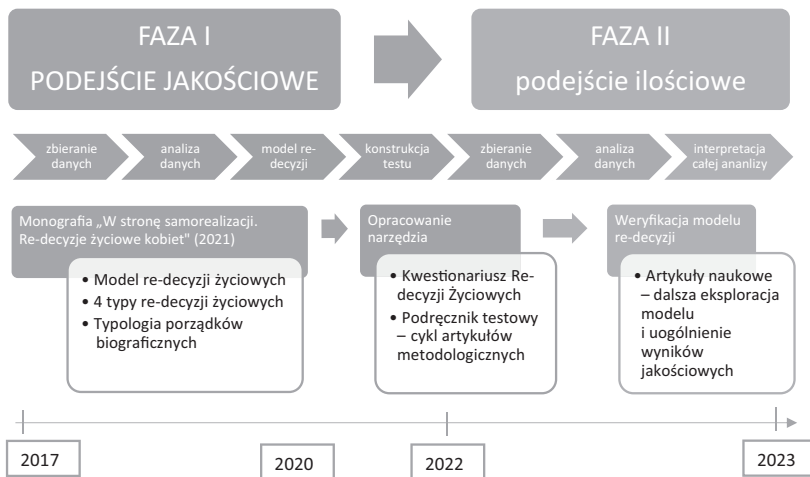 FAZA I
PODEJŚCIE JAKOŚCIOWE
FAZA II
podejście ilościowe
zbieranie
danych
analiza
danych
model re-
decyzji
konstrukcja
testu
zbieranie
danych
analiza
danych
interpretacja
całej ananlizy
Monografia „W stronę samorealizacji.
Re-decyzje życiowe kobiet" (2021)
• Model re-decyzji życiowych
• 4 typy re-decyzji życiowych
• Typologia porządków
biograficznych
Opracowanie
narzędzia
• Kwestionariusz Re-
decyzji Życiowych
• Podręcznik testowy
– cykl artykułów
metodologicznych
Weryfikacja modelu
re-decyzji
• Artykuły naukowe
– dalsza eksploracja
modelu
i uogólnienie
wyników
jakościowych
2017
2020
2022
2023